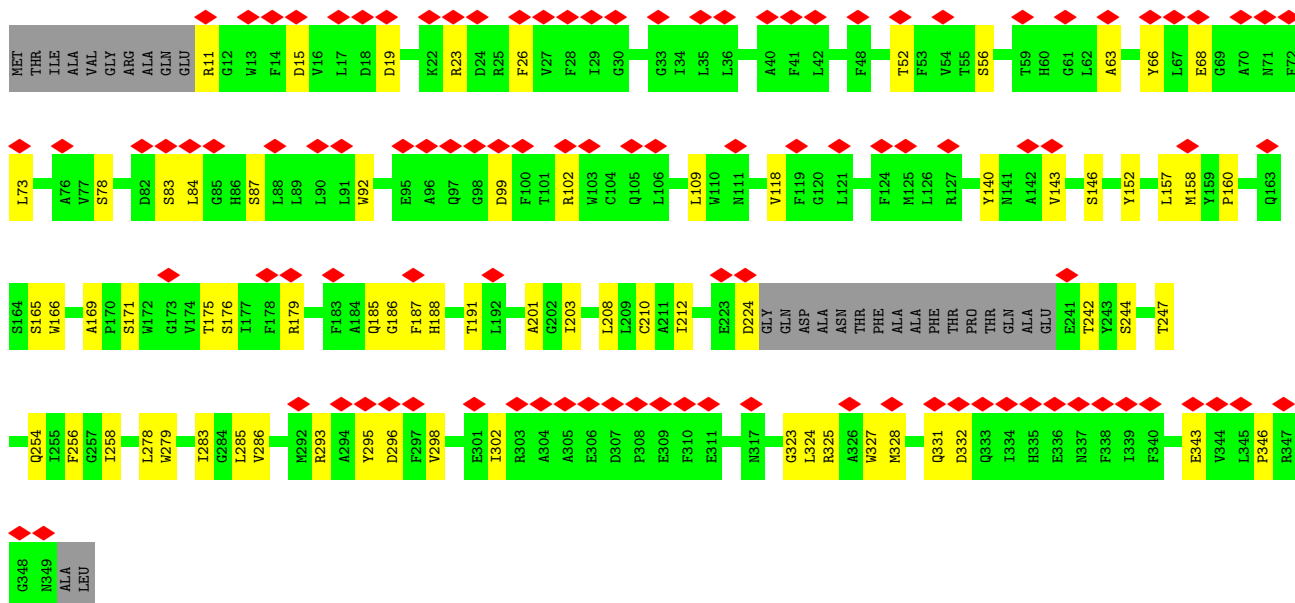 MET THR ILE ALA VAL GLY ARG ALA GLN GLU R11 G12 W13 F14 D15 V16 L17 D18 D19 K22 R23 D24 R25 F26 V27 F28 I29 G30 G33 I34 L35 L36 A40 F41 L42 F48 T52 F53 V54 T55 S56 T59 H60 G61 L62 A63 Y66 L67 E68 G69 A70 N71 F72
L73 A76 V77 S78 D82 S83 L84 G85 H86 S87 L88 L89 L90 L91 W92 E95 A96 Q97 G98 D99 F100 T101 R102 W103 C104 Q105 L106 L109 W110 N111 V118 F119 G120 L121 F124 M125 L126 R127 Y140 N141 A142 V143 S146 Y152 L157 M158 Y159 P160 Q163
S164 S165 W166 A169 P170 S171 W172 G173 V174 T175 S176 I177 F178 R179 F183 A184 Q185 G186 F187 H188 T191 L192 A201 G202 I203 L208 L209 C210 A211 I212 E223 D224 GLY GLN ASP ALA ASN THR PHE ALA ALA PHE THR PRO THR GLN ALA GLU E241 T242 Y243 S244 T247
Q254 I255 F256 G257 I258 L278 W279 I283 G284 L285 V286 M292 R293 A294 Y295 D296 F297 V298 E301 I302 R303 A304 A305 E306 D307 P308 E309 F310 E311 N317 G323 L324 R325 A326 W327 M328 Q331 D332 Q333 I334 H335 E336 N337 F338 I339 F340 E343 V344 L345 P346 R347
G348 N349 ALA LEU